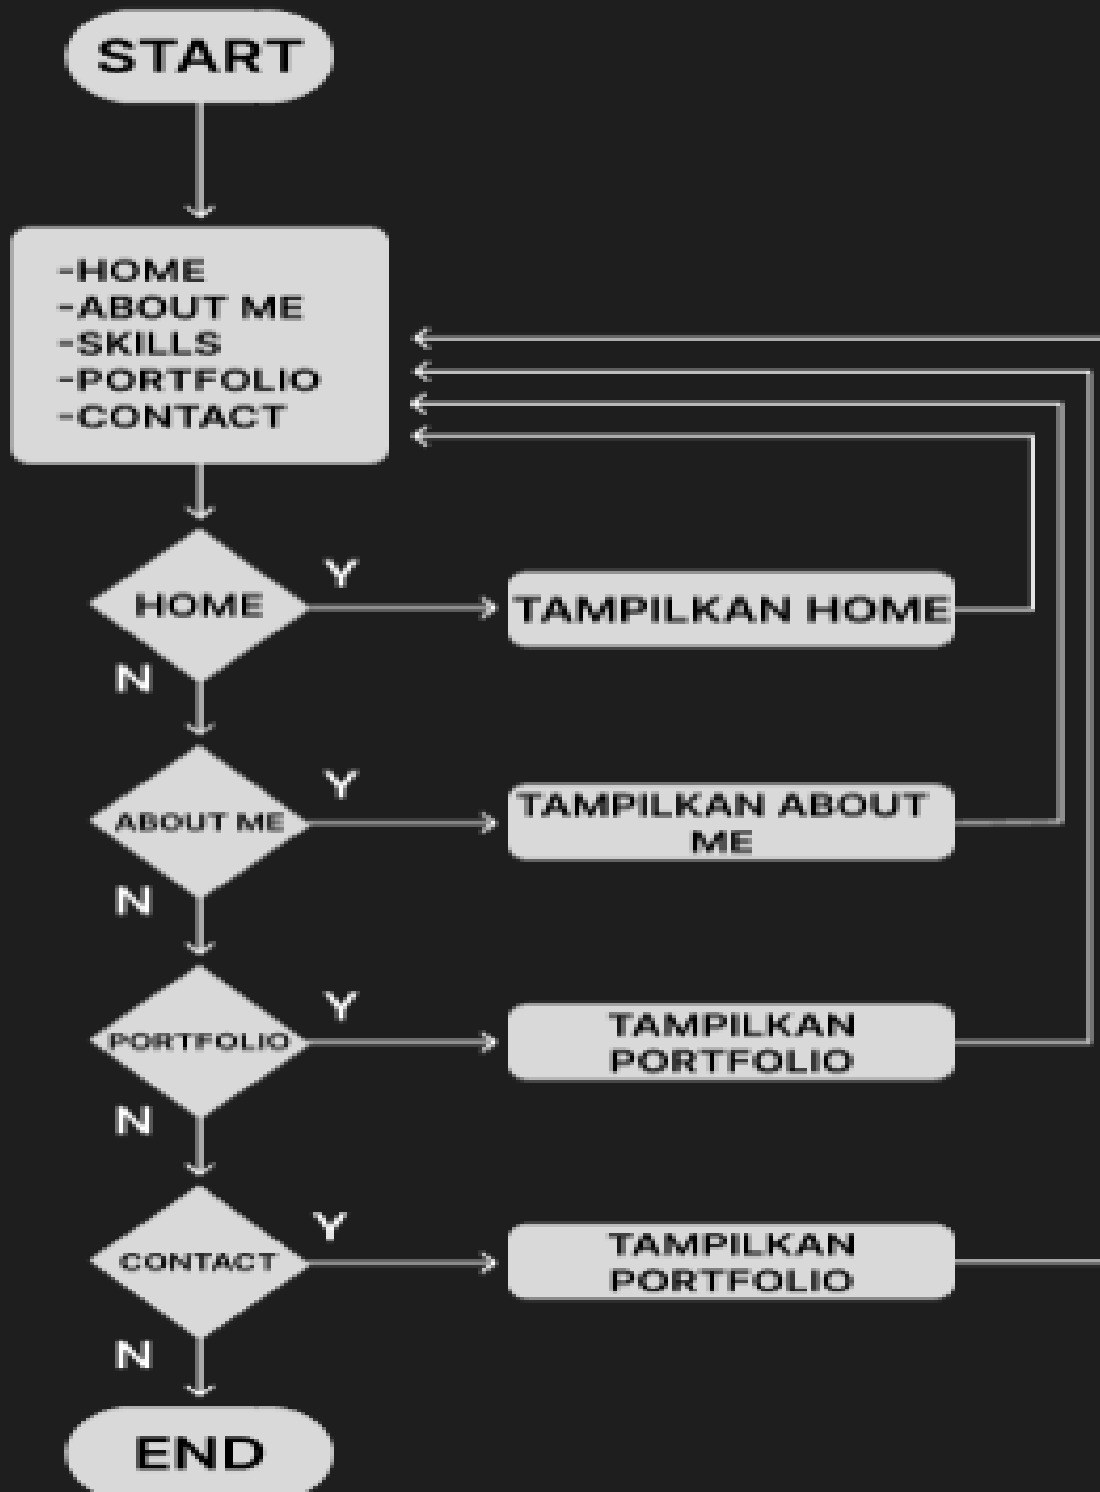 START
-HOME
-ABOUT ME
-SKILLS
-PORTFOLIO
-CONTACT
HOME
Y
TAMPILKAN HOME
N
ABOUT ME
Y
TAMPILKAN ABOUT
ME
N
PORTFOLIO
Y
TAMPILKAN
PORTFOLIO
N
CONTACT
Y
TAMPILKAN
PORTFOLIO
N
END